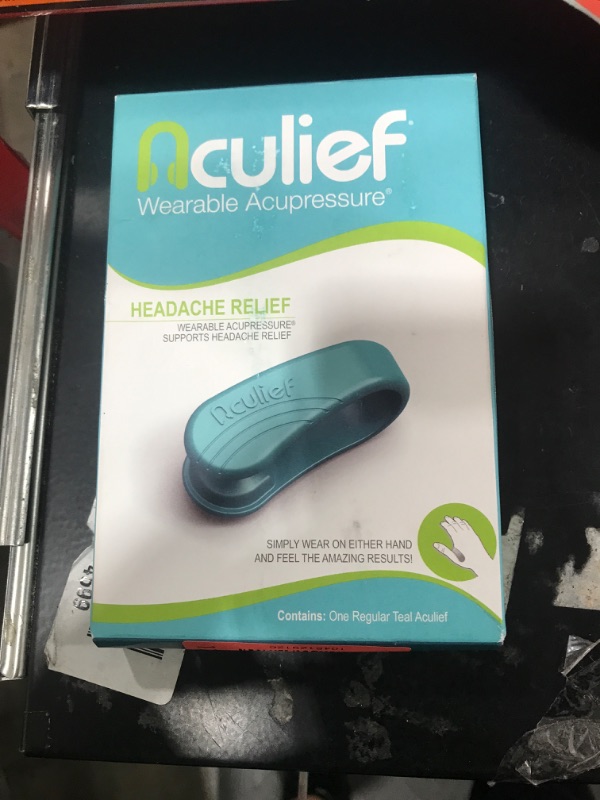 Aculief
Wearable Acupressure®
HEADACHE RELIEF
WEARABLE ACUPRESSURE®
SUPPORTS HEADACHE RELIEF
Aculief
SIMPLY WEAR ON EITHER HAND
AND FEEL THE AMAZING RESULTS!
Contains: One Regular Teal Aculief